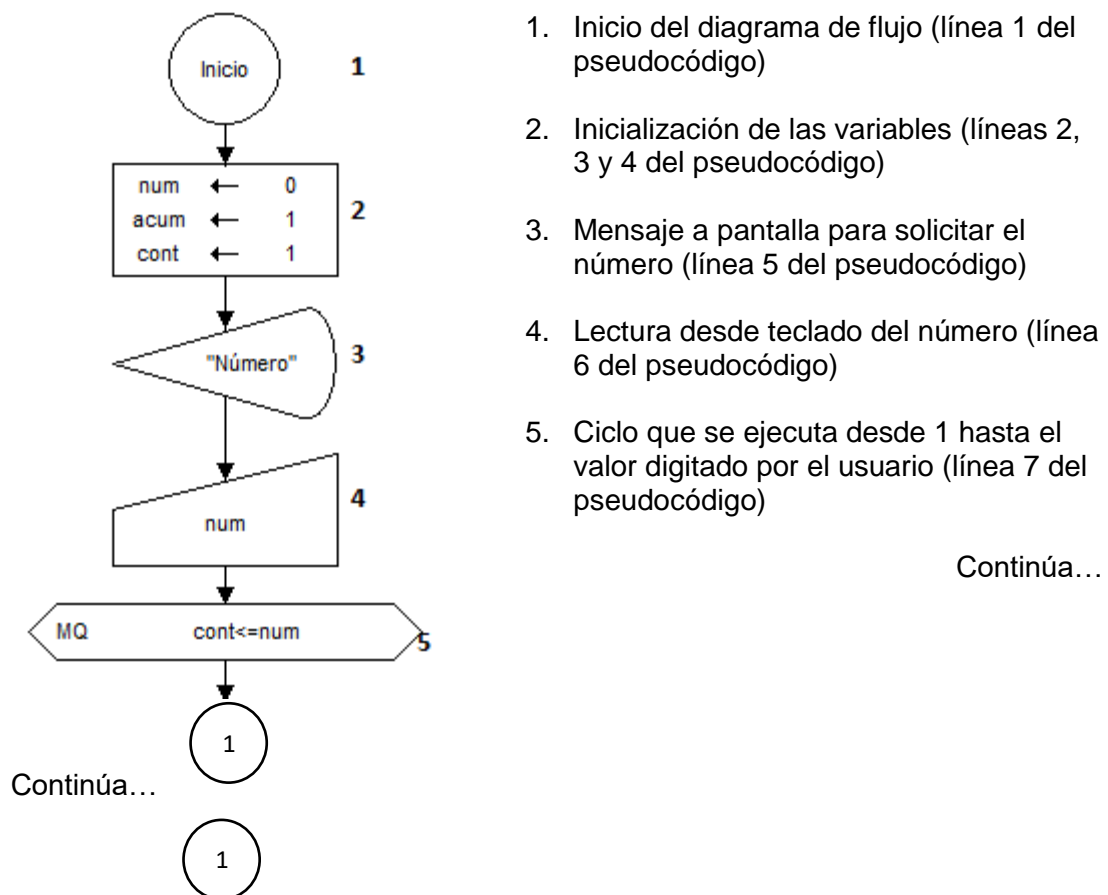 Inicio
1
num ← 0
acum ← 1
cont ← 1
2
"Número"
3
num
4
MQ cont<=num
5
1
Continúa…
1
1. Inicio del diagrama de flujo (línea 1 del
pseudocódigo)
2. Inicialización de las variables (líneas 2,
3 y 4 del pseudocódigo)
3. Mensaje a pantalla para solicitar el
número (línea 5 del pseudocódigo)
4. Lectura desde teclado del número (línea
6 del pseudocódigo)
5. Ciclo que se ejecuta desde 1 hasta el
valor digitado por el usuario (línea 7 del
pseudocódigo)
Continúa…